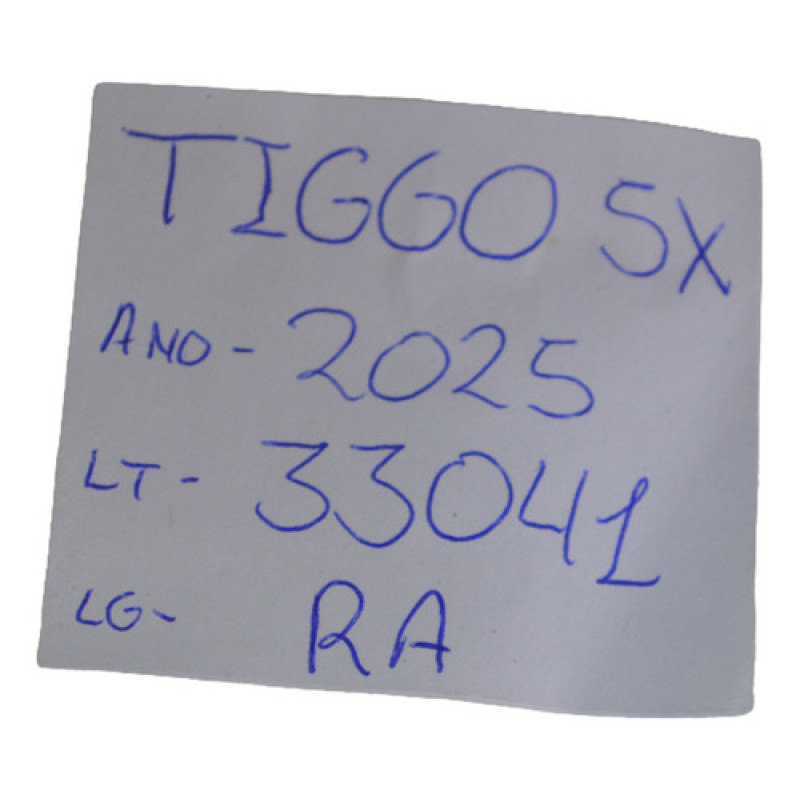 TIGGO 5X
ANO - 2025
LT - 33041
LG- RA